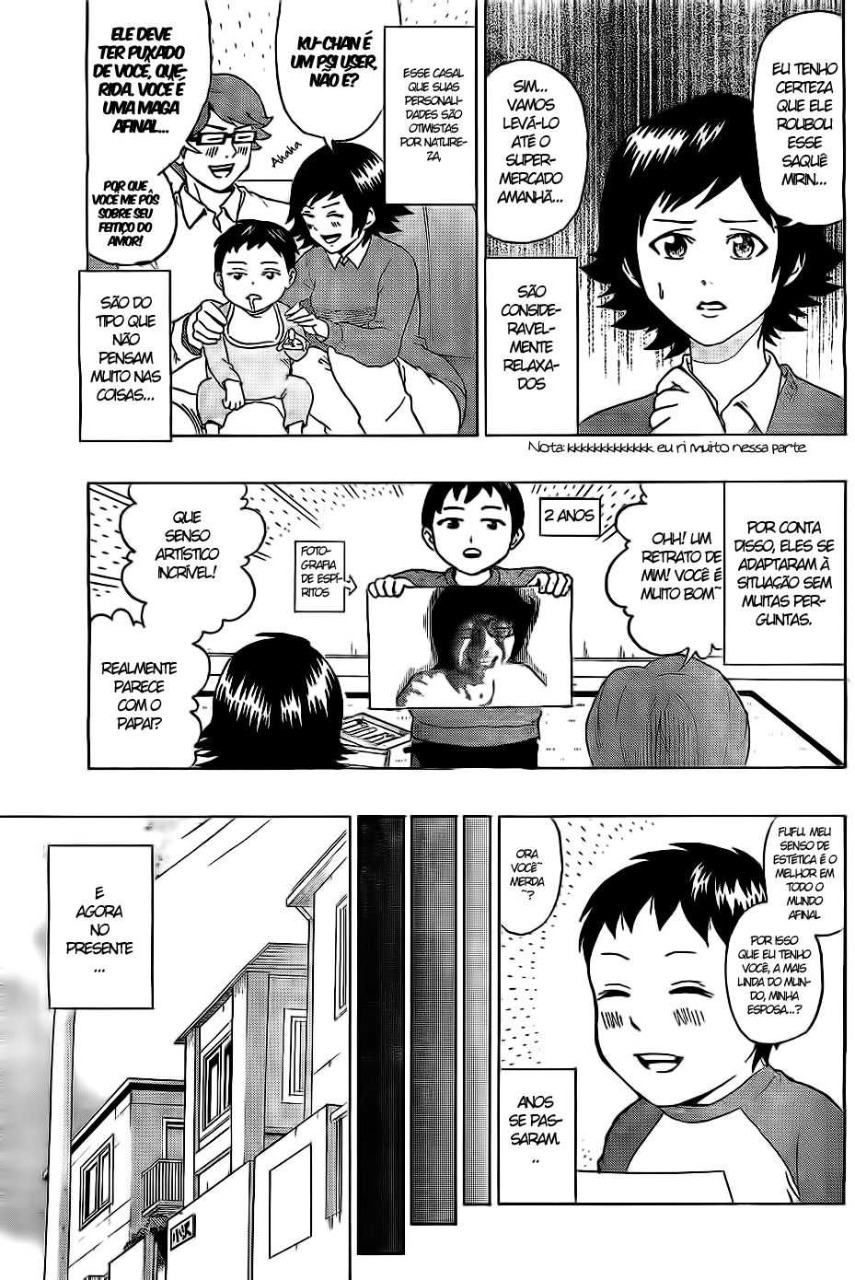 EU TENHO
CERTEZA
QUE ELE
ROUBOU
ESSE
SAQUÊ
MIRIN...
SIM...
VAMOS
LEVÁ-LO
ATÉ O
SUPER-
MERCADO
AMANHÃ...
SÃO
CONSIDE-
RAVEL-
MENTE
RELAXA-
DOS
ESSE CASAL
QUE SUAS
PERSONALI-
DADES SÃO
OTIMISTAS
POR NATURE-
ZA,
KU-CHAN É
UM PSI USER,
NÃO É?
ELE DEVE
TER PUXADO
DE VOCÊ, QUE-
RIDA. VOCÊ É
UMA MAGA
AFINAL...
POR QUE
VOCÊ ME PÔS
SOBRE SEU
FEITIÇO DO
AMOR!
Ahaha
SÃO DO
TIPO QUE
NÃO
PENSAM
MUITO NAS
COISAS...
Nota: kkkkkkkkkkkkk eu ri muito nessa parte
POR CONTA
DISSO, ELES SE
ADAPTARAM À
SITUAÇÃO SEM
MUITAS PER-
GUNTAS.
OHH! UM
RETRATO DE
MIM! VOCÊ É
MUITO BOM~
2 ANOS
FOTO-
GRAFIA
DE ESPÍ-
RITOS
QUE
SENSO
ARTÍSTICO
INCRÍVEL!
REALMENTE
PARECE
COM O
PAPAI?
FUFU. MEU
SENSO DE
ESTÉTICA É O
MELHOR EM
TODO O
MUNDO
AFINAL
POR ISSO
QUE EU TENHO
VOCÊ, A MAIS
LINDA DO MUN-
DO, MINHA
ESPOSA...?
ORA
VOCÊ~
MERDA
~?
ANOS
SE PAS-
SARAM.
..
E
AGORA
NO
PRESENTE
...